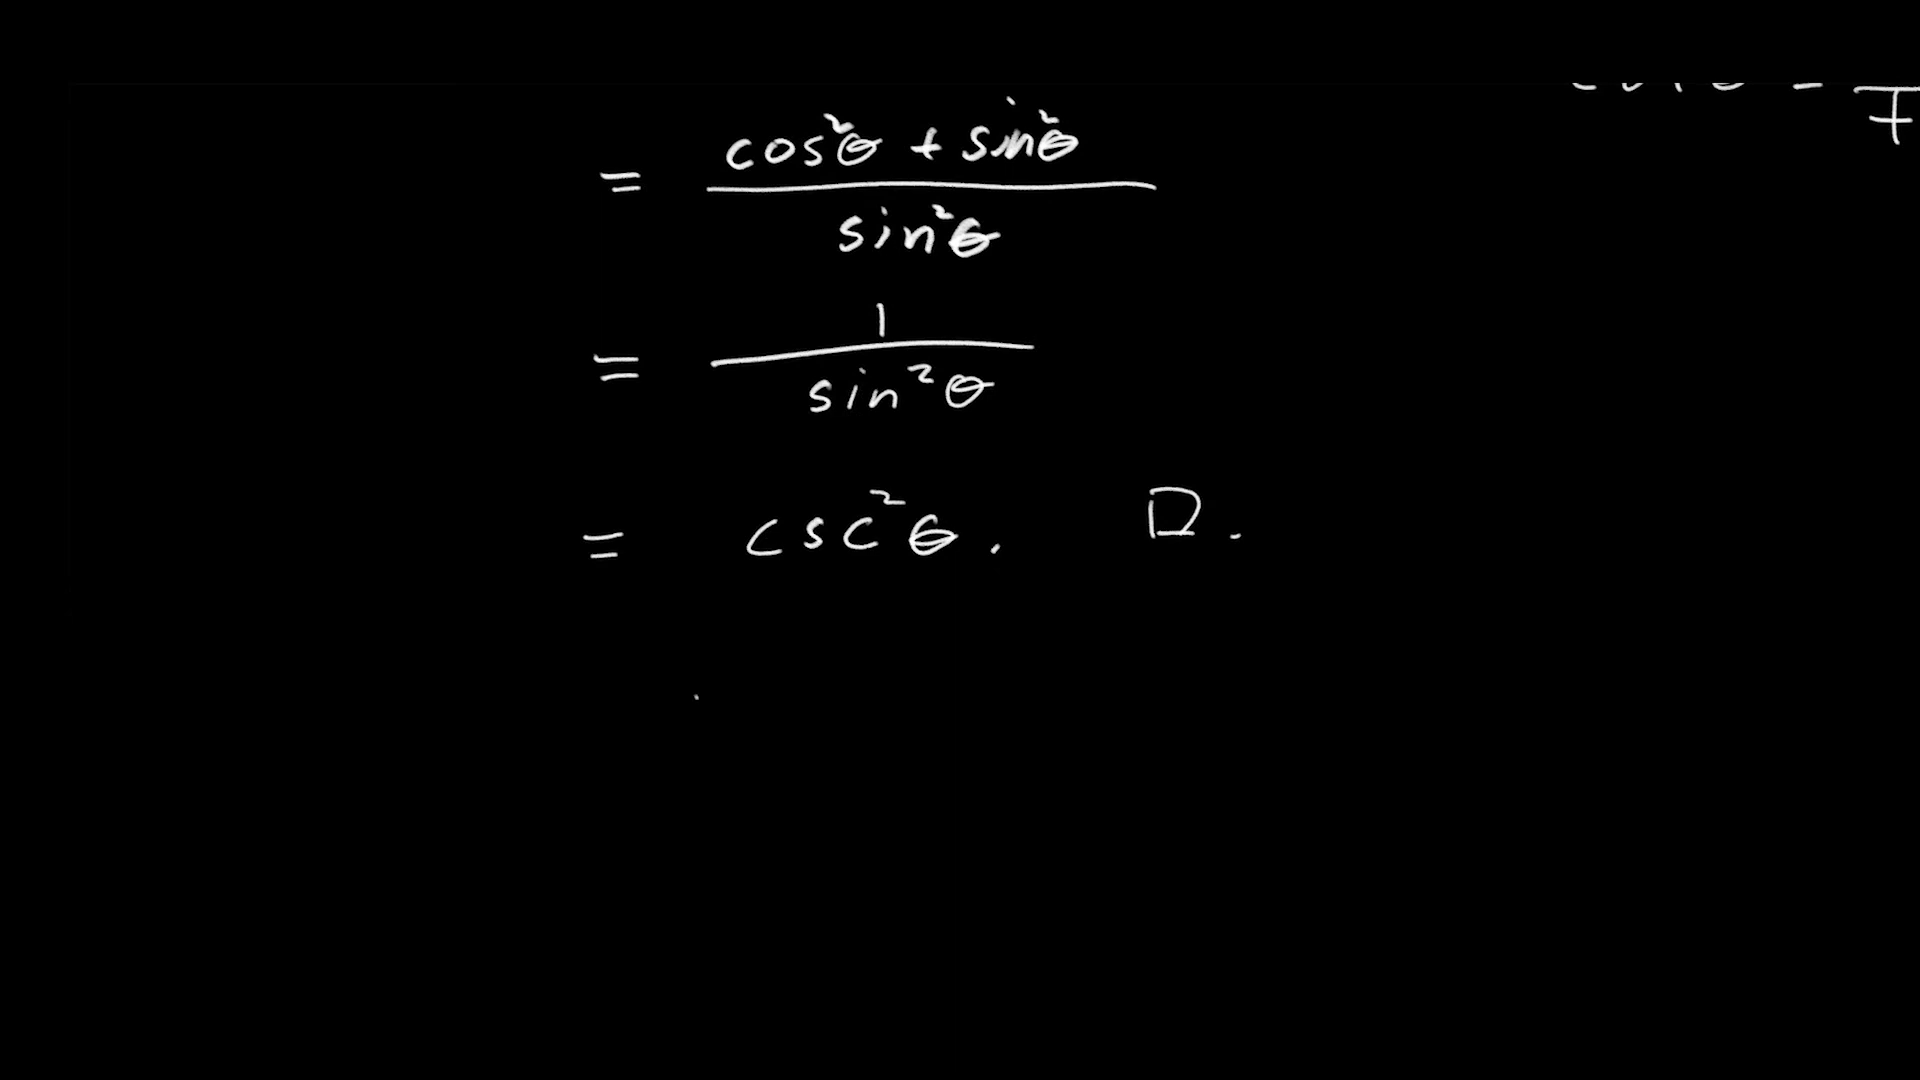 = cos²θ + sin²θ / sin²θ
= 1 / sin²θ
= csc²θ. □.